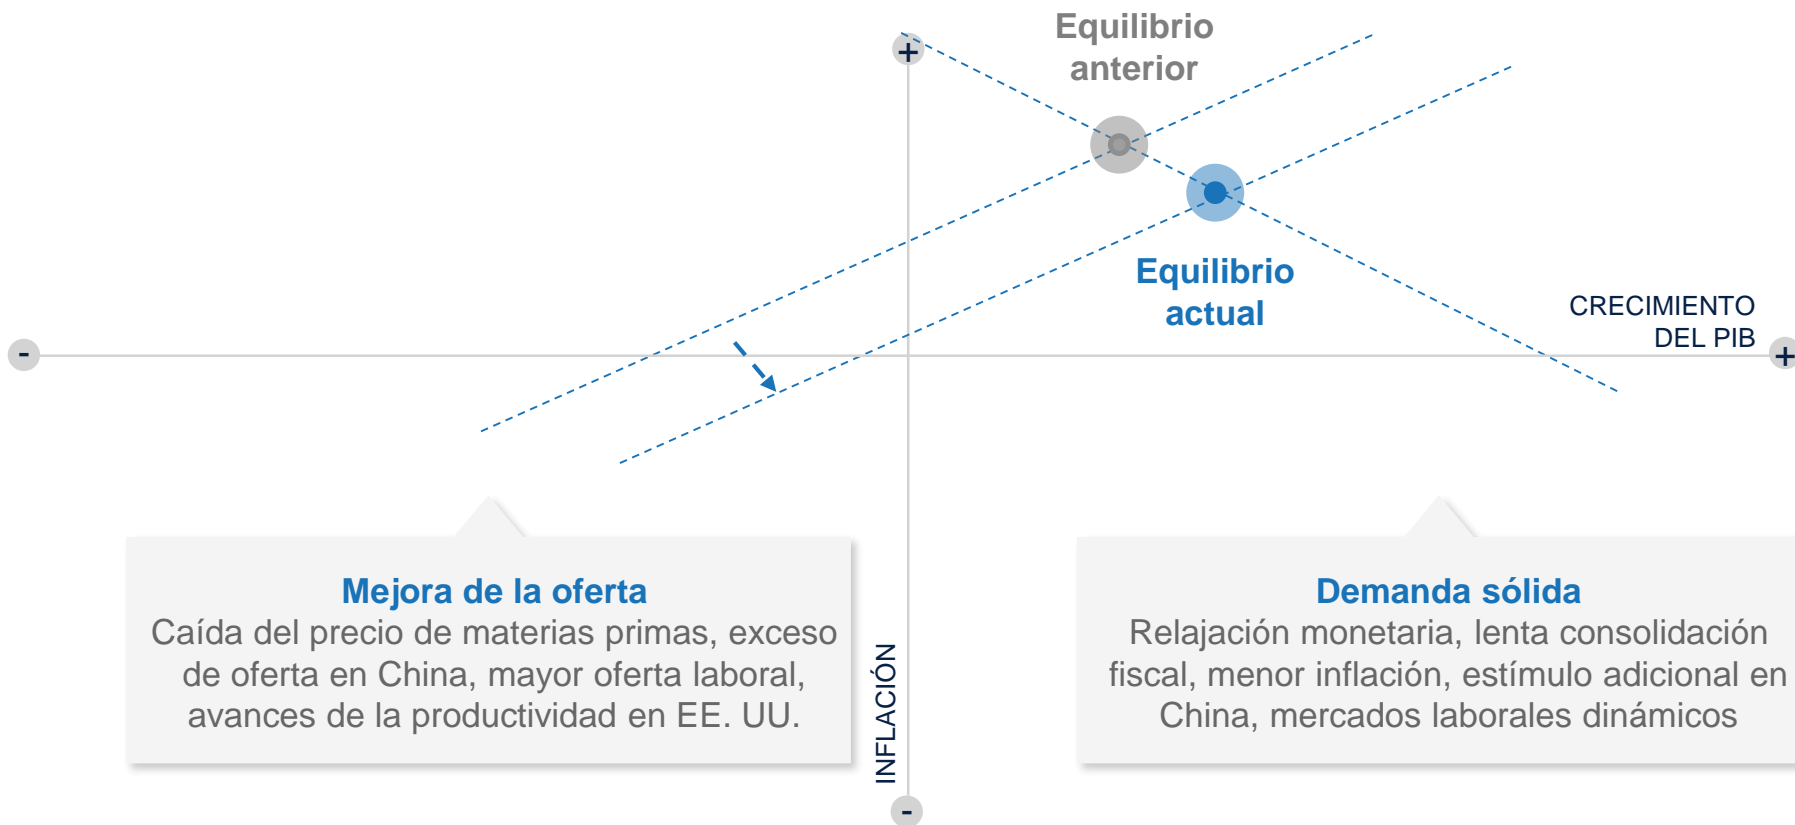 Equilibrio
anterior
+
Equilibrio
actual
CRECIMIENTO
DEL PIB
-
+
Mejora de la oferta
Caída del precio de materias primas, exceso
de oferta en China, mayor oferta laboral,
avances de la productividad en EE. UU.
INFLACIÓN
Demanda sólida
Relajación monetaria, lenta consolidación
fiscal, menor inflación, estímulo adicional en
China, mercados laborales dinámicos
-